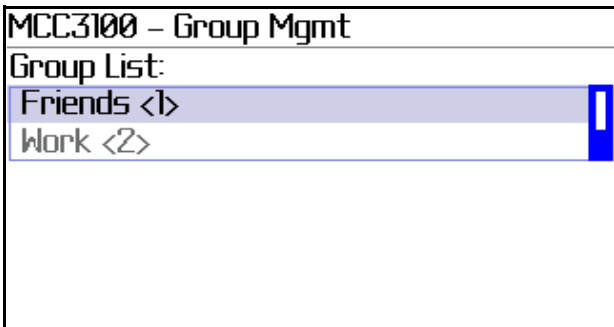 MCC3100 – Group Mgmt
Group List:
Friends <1>
Work <2>